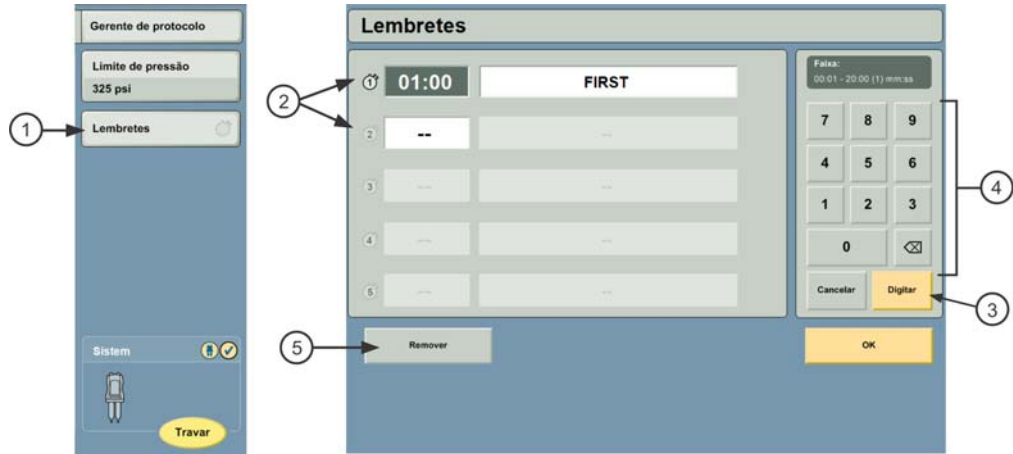 Gerente de protocolo
Limite de pressão
325 psi
Lembretes
1
Sistem
Travar
Lembretes
2
1 01:00 FIRST
2 -- --
3 -- --
4 -- --
5 -- --
Faixa:
00:01 - 20:00 (1) mm:ss
7 8 9
4 5 6
1 2 3
0
Cancelar Digitar
4
3
5
Remover
OK